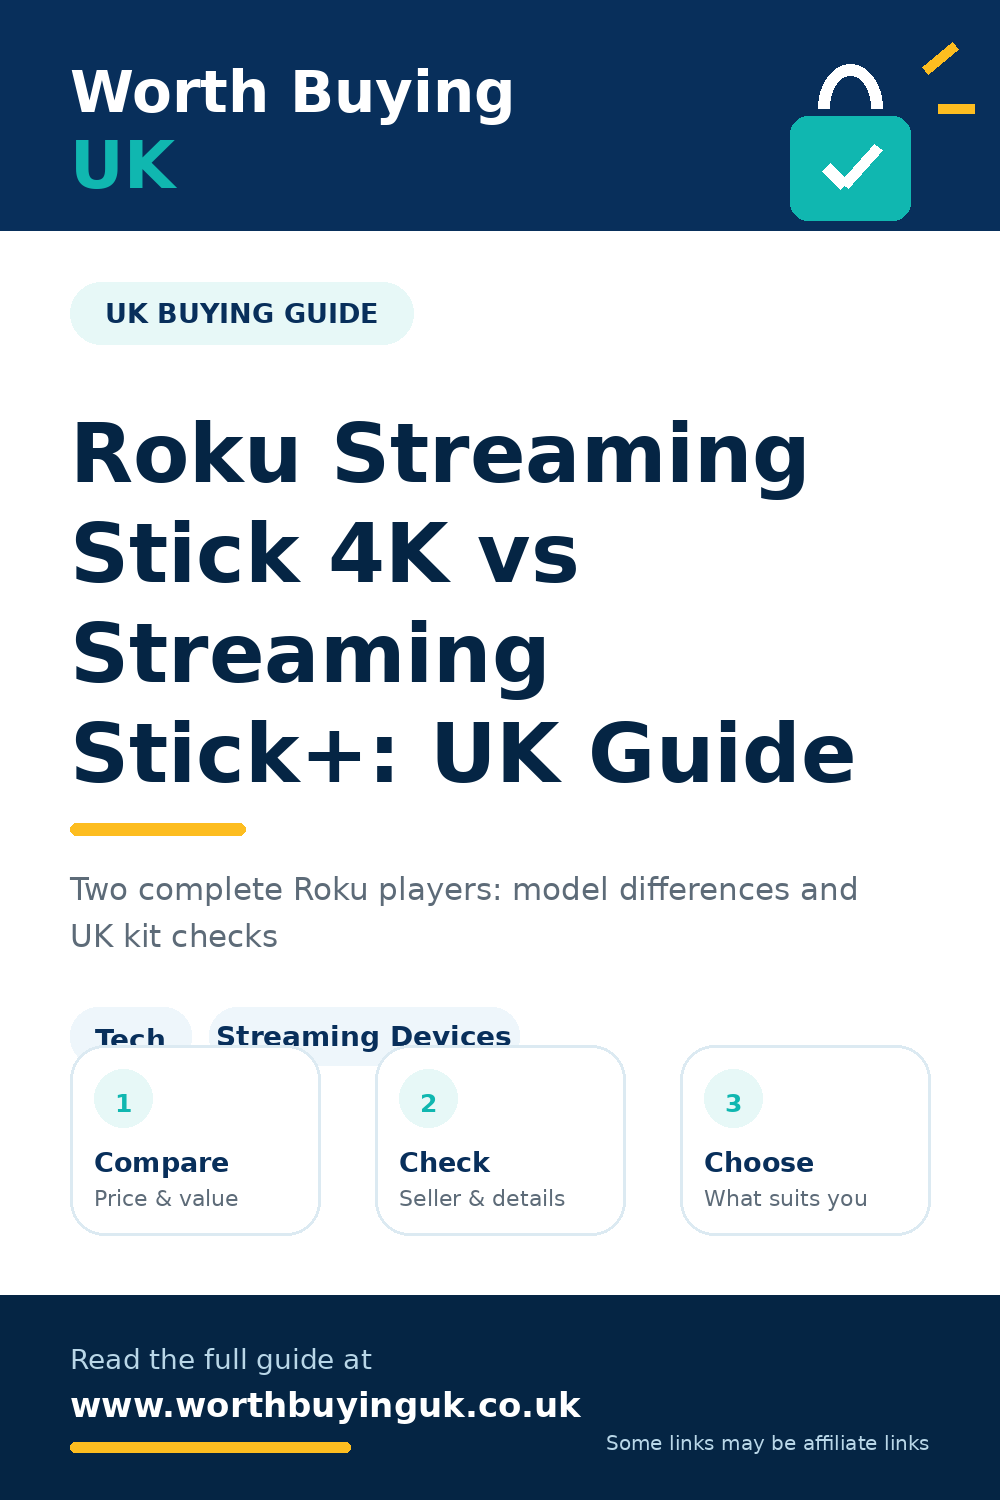 Worth Buying
UK
UK BUYING GUIDE
Roku Streaming
Stick 4K vs
Streaming
Stick+: UK Guide
Two complete Roku players: model differences and
UK kit checks
Tech
Streaming Devices
1
Compare
Price & value
2
Check
Seller & details
3
Choose
What suits you
Read the full guide at
www.worthbuyinguk.co.uk
Some links may be affiliate links